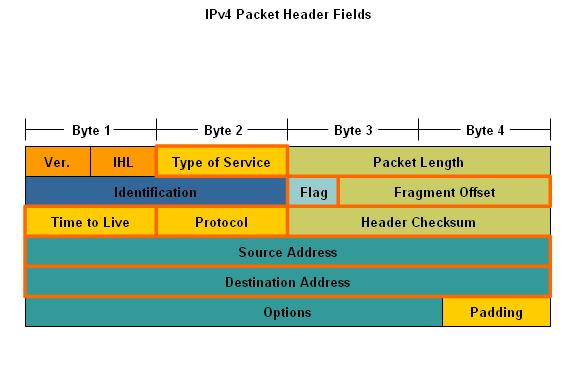 IPv4 Packet Header Fields
Byte 1 Byte 2 Byte 3 Byte 4
Ver. IHL Type of Service Packet Length
Identification Flag Fragment Offset
Time to Live Protocol Header Checksum
Source Address
Destination Address
Options Padding